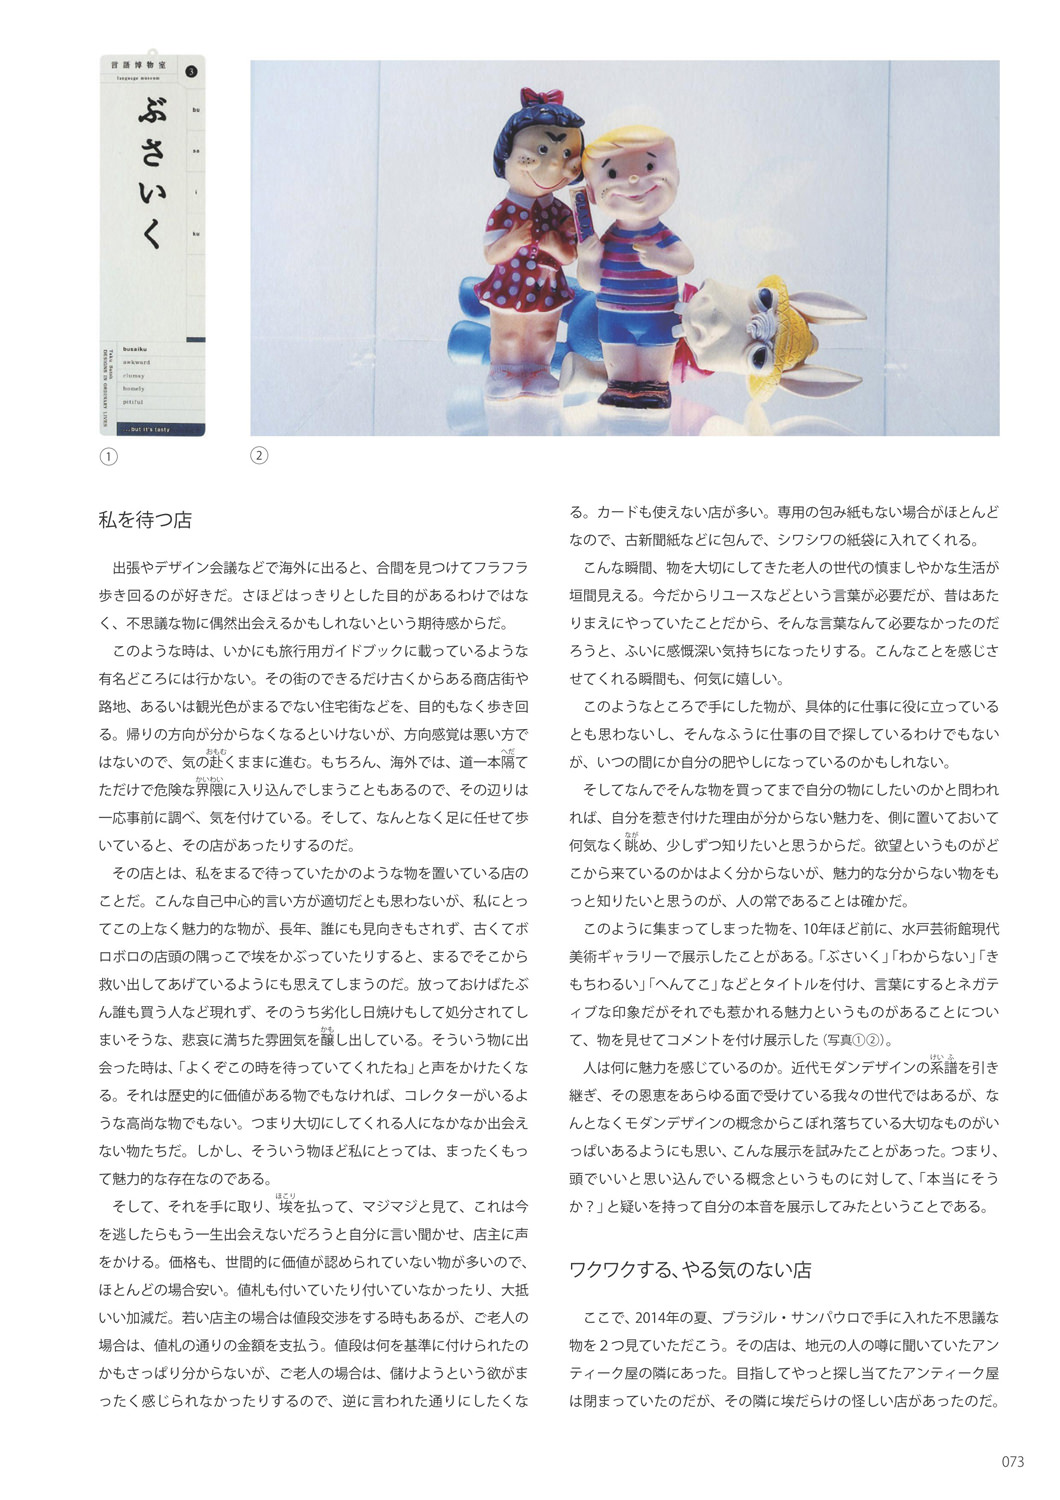 言語博物室
language museum
3
ぶさいく
bu
sa
i
ku
busaiku
awkward
clumsy
homely
pitiful
DESIGNS IN ORDINARY LIVES
...but it's tasty
①
②
私を待つ店
出張やデザイン会議などで海外に出ると、合間を見つけてフラフラ
歩き回るのが好きだ。さほどはっきりとした目的があるわけではな
く、不思議な物に偶然出会えるかもしれないという期待感からだ。
このような時は、いかにも旅行用ガイドブックに載っているような
有名どころには行かない。その街のできるだけ古くからある商店街や
路地、あるいは観光色がまるでない住宅街などを、目的もなく歩き回
る。帰りの方向が分からなくなるといけないが、方向感覚は悪い方で
はないので、気の赴くままに進む。もちろん、海外では、道一本隔て
ただけで危険な界隈に入り込んでしまうこともあるので、その辺りは
一応事前に調べ、気を付けている。そして、なんとなく足に任せて歩
いていると、その店があったりするのだ。
その店とは、私をまるで待っていたかのような物を置いている店の
ことだ。こんな自己中心的言い方が適切だとも思わないが、私にとっ
てこの上なく魅力的な物が、長年、誰にも見向きもされず、古くてボ
ロボロの店頭の隅っこで埃をかぶっていたりすると、まるでそこから
救い出してあげているようにも思えてしまうのだ。放っておけばたぶ
ん誰も買う人など現れず、そのうち劣化し日焼けもして処分されてし
まいそうな、悲哀に満ちた雰囲気を醸し出している。そういう物に出
会った時は、「よくぞこの時を待っていてくれたね」と声をかけたくな
る。それは歴史的に価値がある物でもなければ、コレクターがいるよ
うな高尚な物でもない。つまり大切にしてくれる人になかなか出会え
ない物たちだ。しかし、そういう物ほど私にとっては、まったくもっ
て魅力的な存在なのである。
そして、それを手に取り、埃を払って、マジマジと見て、これは今
を逃したらもう一生出会えないだろうと自分に言い聞かせ、店主に声
をかける。価格も、世間的に価値が認められていない物が多いので、
ほとんどの場合安い。値札も付いていたり付いていなかったり、大抵
いい加減だ。若い店主の場合は値段交渉をする時もあるが、ご老人の
場合は、値札の通りの金額を支払う。値段は何を基準に付けられたの
かもさっぱり分からないが、ご老人の場合は、儲けようという欲がま
ったく感じられなかったりするので、逆に言われた通りにしたくな
る。カードも使えない店が多い。専用の包み紙もない場合がほとんど
なので、古新聞紙などに包んで、シワシワの紙袋に入れてくれる。
こんな瞬間、物を大切にしてきた老人の世代の慎ましやかな生活が
垣間見える。今だからリユースなどという言葉が必要だが、昔はあた
りまえにやっていたことだから、そんな言葉なんて必要なかったのだ
ろうと、ふいに感慨深い気持ちになったりする。こんなことを感じさ
せてくれる瞬間も、何気に嬉しい。
このようなところで手にした物が、具体的に仕事に役に立っている
とも思わないし、そんなふうに仕事の目で探しているわけでもない
が、いつの間にか自分の肥やしになっているのかもしれない。
そしてなんでそんな物を買ってまで自分の物にしたいのかと問われ
れば、自分を惹き付けた理由が分からない魅力を、側に置いておいて
何気なく眺め、少しずつ知りたいと思うからだ。欲望というものがど
こから来ているのかはよく分からないが、魅力的な分からない物をも
っと知りたいと思うのが、人の常であることは確かだ。
このように集まってしまった物を、10年ほど前に、水戸芸術館現代
美術ギャラリーで展示したことがある。「ぶさいく」「わからない」「き
もちわるい」「へんてこ」などとタイトルを付け、言葉にするとネガテ
ィブな印象だがそれでも惹かれる魅力というものがあることについ
て、物を見せてコメントを付け展示した（写真①②）。
人は何に魅力を感じているのか。近代モダンデザインの系譜を引き
継ぎ、その恩恵をあらゆる面で受けている我々の世代ではあるが、な
んとなくモダンデザインの概念からこぼれ落ちている大切なものがい
っぱいあるようにも思い、こんな展示を試みたことがあった。つまり、
頭でいいと思い込んでいる概念というものに対して、「本当にそう
か？」と疑いを持って自分の本音を展示してみたということである。
ワクワクする、やる気のない店
ここで、2014年の夏、ブラジル・サンパウロで手に入れた不思議な
物を2つ見ていただこう。その店は、地元の人の噂に聞いていたアン
ティーク屋の隣にあった。目指してやっと探し当てたアンティーク屋
は閉まっていたのだが、その隣に埃だらけの怪しい店があったのだ。
073